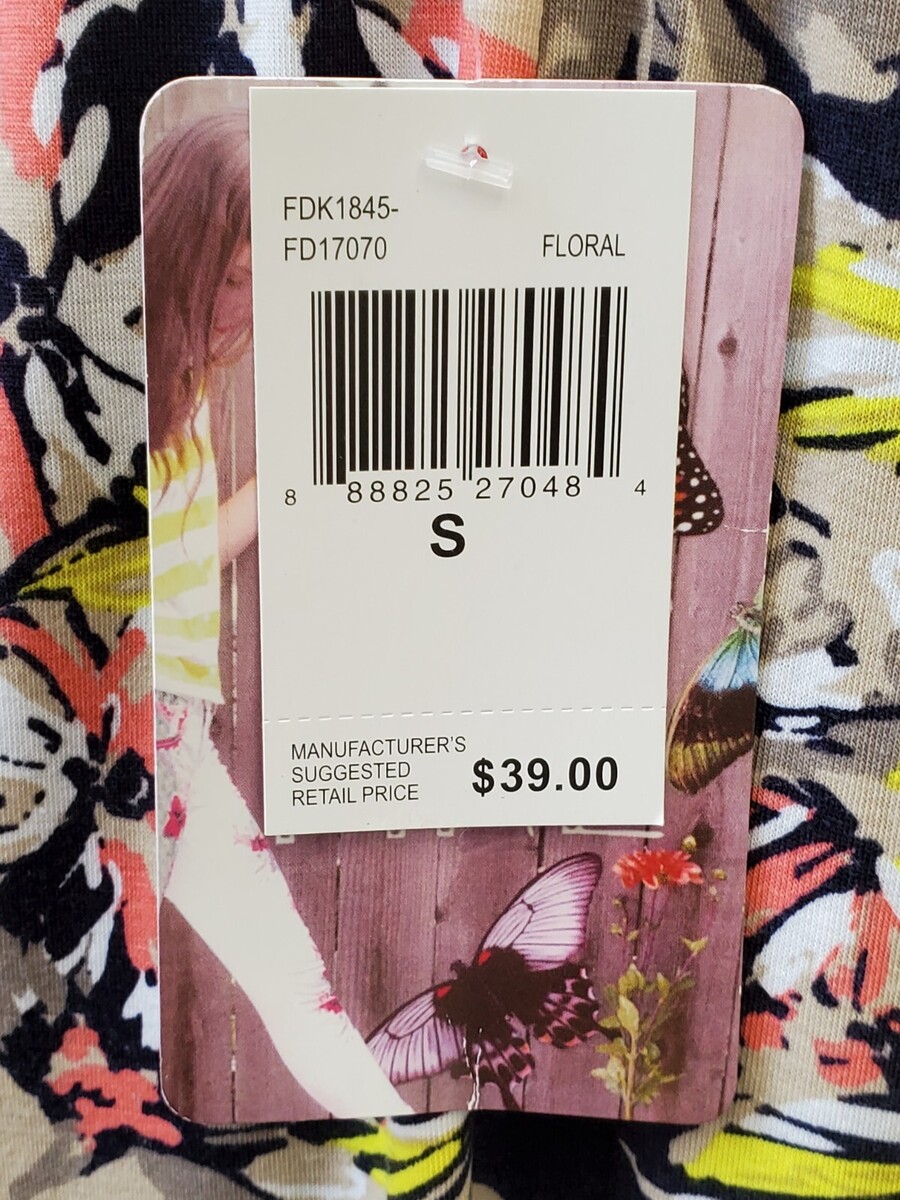 FDK1845-
FD17070 FLORAL
8 88825 27048 4
S
MANUFACTURER'S
SUGGESTED
RETAIL PRICE
$39.00